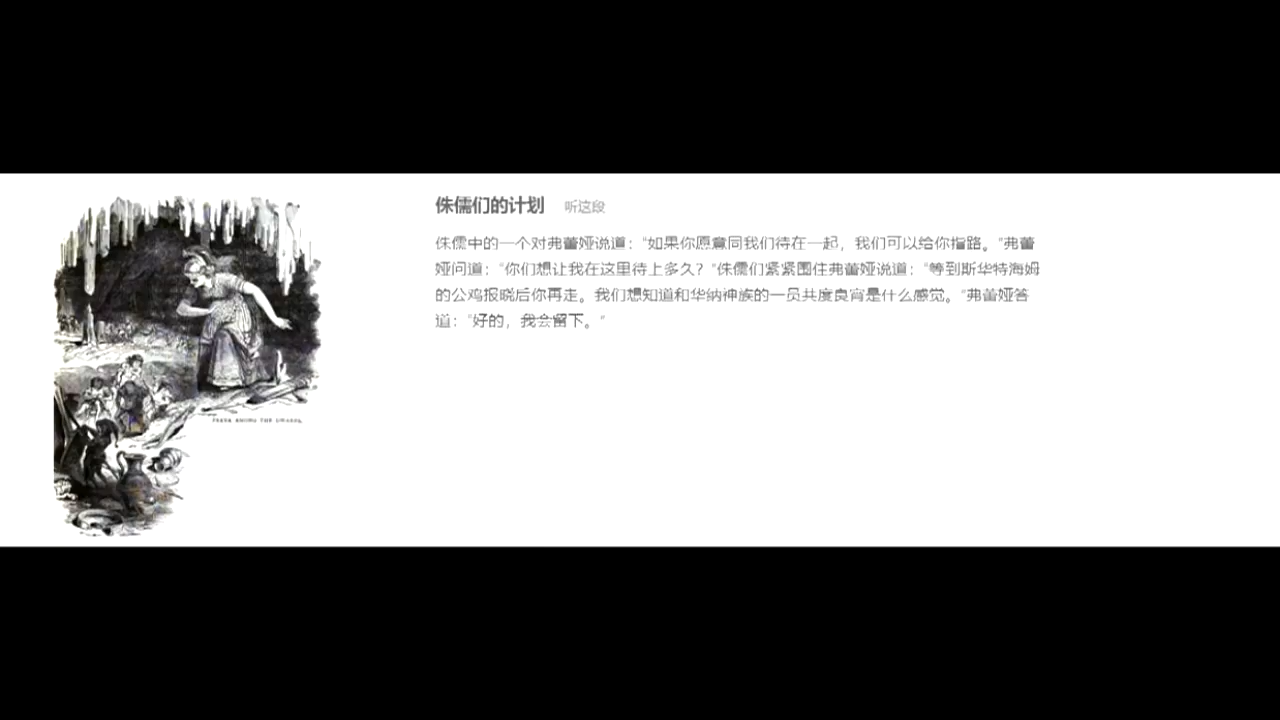 侏儒们的计划 听这段
侏儒中的一个对弗蕾娅说道：“如果你愿意同我们待在一起，我们可以给你指路。”弗蕾
娅问道：“你们想让我在这里待上多久？”侏儒们紧紧围住弗蕾娅说道：“等到斯华特海姆
的公鸡报晓后你再走。我们想知道和华纳神族的一员共度良宵是什么感觉。”弗蕾娅答
道：“好的，我会留下。”
FREYA AMONG THE DWARFS.